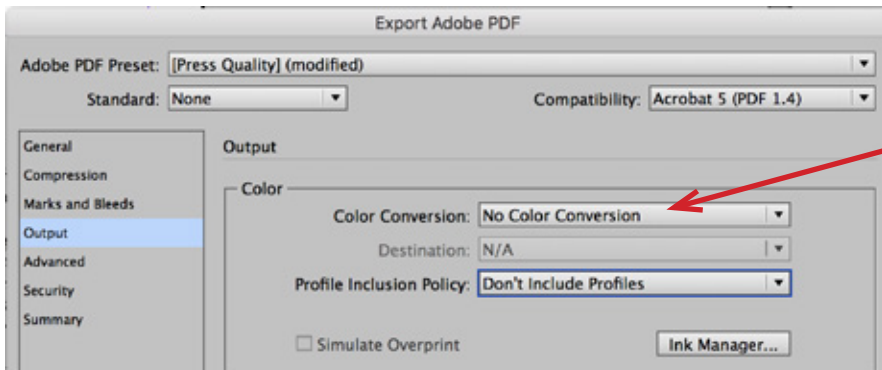 Export Adobe PDF
Adobe PDF Preset: [Press Quality] (modified)
Standard: None Compatibility: Acrobat 5 (PDF 1.4)
General
Compression
Marks and Bleeds
Output
Advanced
Security
Summary
Output
Color
Color Conversion: No Color Conversion
Destination: N/A
Profile Inclusion Policy: Don't Include Profiles
Simulate Overprint Ink Manager...